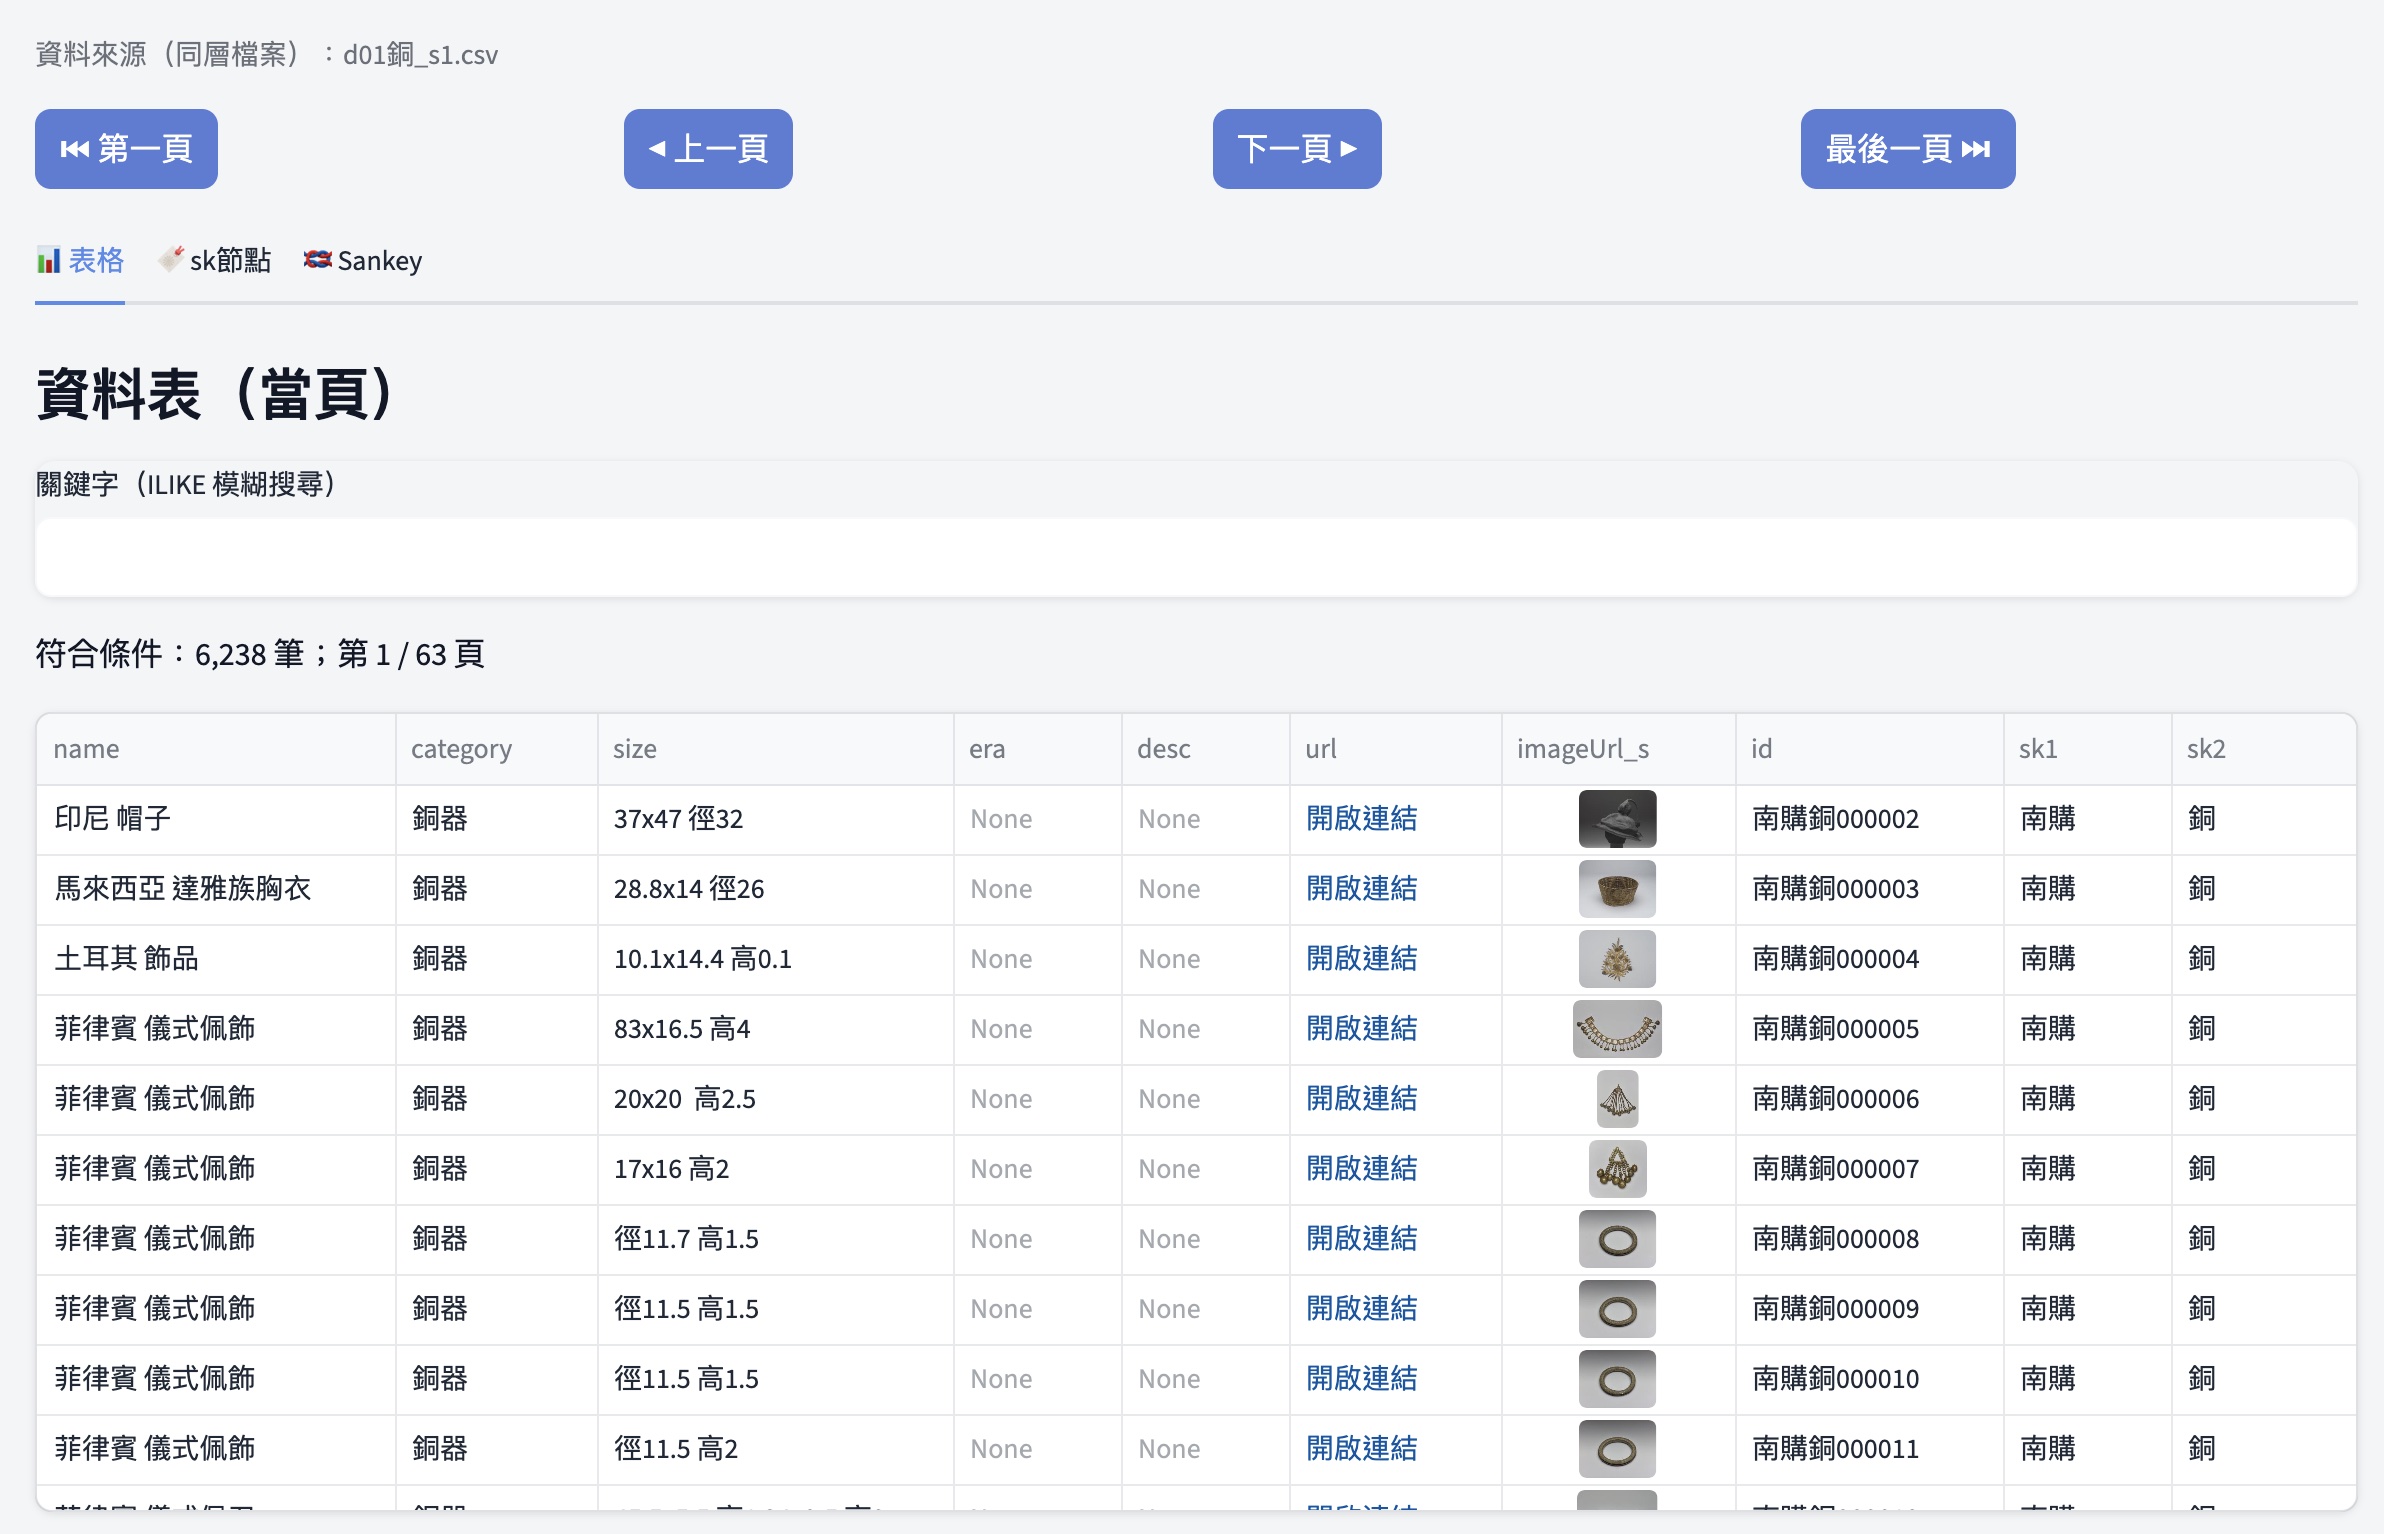 資料來源（同層檔案）：d01銅_s1.csv
⏮ 第一頁 ◀ 上一頁 下一頁 ▶ 最後一頁 ⏭
📊 表格 🏷️ sk節點 🪢 Sankey
資料表（當頁）
關鍵字（ILIKE 模糊搜尋）
符合條件：6,238 筆；第 1 / 63 頁
name category size era desc url imageUrl_s id sk1 sk2
印尼 帽子 銅器 37x47 徑32 None None 開啟連結 南購銅000002 南購 銅
馬來西亞 達雅族胸衣 銅器 28.8x14 徑26 None None 開啟連結 南購銅000003 南購 銅
土耳其 飾品 銅器 10.1x14.4 高0.1 None None 開啟連結 南購銅000004 南購 銅
菲律賓 儀式佩飾 銅器 83x16.5 高4 None None 開啟連結 南購銅000005 南購 銅
菲律賓 儀式佩飾 銅器 20x20 高2.5 None None 開啟連結 南購銅000006 南購 銅
菲律賓 儀式佩飾 銅器 17x16 高2 None None 開啟連結 南購銅000007 南購 銅
菲律賓 儀式佩飾 銅器 徑11.7 高1.5 None None 開啟連結 南購銅000008 南購 銅
菲律賓 儀式佩飾 銅器 徑11.5 高1.5 None None 開啟連結 南購銅000009 南購 銅
菲律賓 儀式佩飾 銅器 徑11.5 高1.5 None None 開啟連結 南購銅000010 南購 銅
菲律賓 儀式佩飾 銅器 徑11.5 高2 None None 開啟連結 南購銅000011 南購 銅